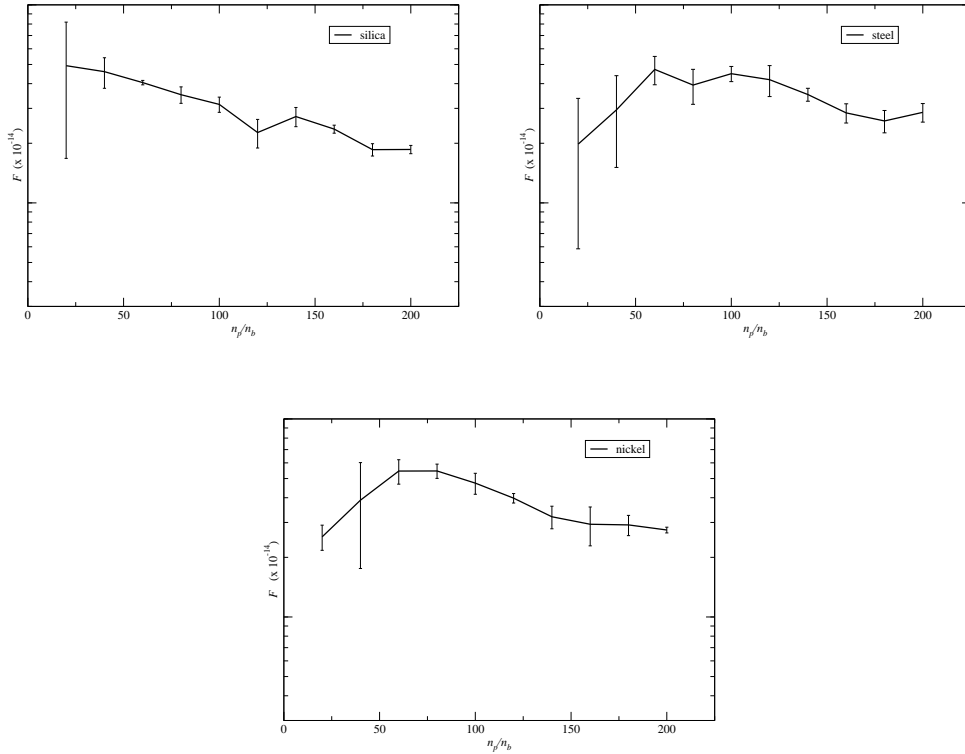 silica
F (x 10^-14)
0 50 100 150 200
n_p/n_b
steel
F (x 10^-14)
0 50 100 150 200
n_p/n_b
nickel
F (x 10^-14)
0 50 100 150 200
n_p/n_b